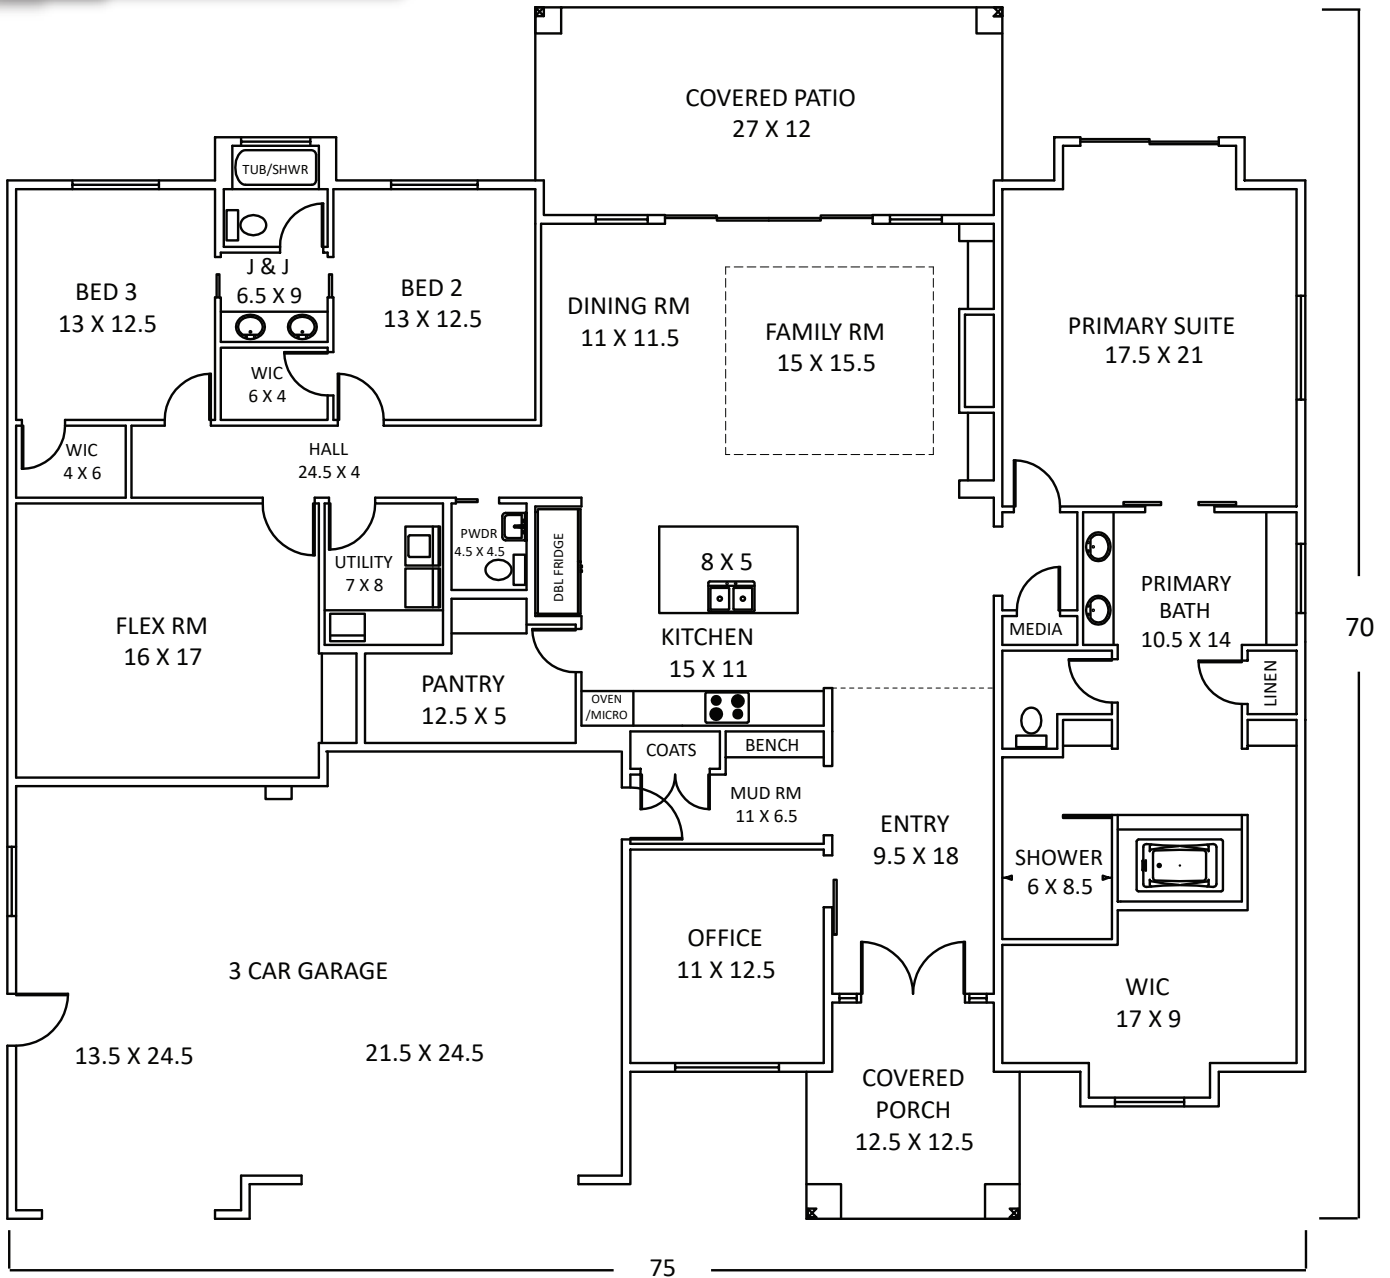 COVERED PATIO
27 X 12
TUB/SHWR
J & J
6.5 X 9
BED 3
13 X 12.5
BED 2
13 X 12.5
DINING RM
11 X 11.5
FAMILY RM
15 X 15.5
PRIMARY SUITE
17.5 X 21
WIC
6 X 4
WIC
4 X 6
HALL
24.5 X 4
PWDR
4.5 X 4.5
UTILITY
7 X 8
DBL FRIDGE
8 X 5
KITCHEN
15 X 11
PRIMARY
BATH
10.5 X 14
MEDIA
LINEN
FLEX RM
16 X 17
70
PANTRY
12.5 X 5
OVEN
/MICRO
COATS
BENCH
MUD RM
11 X 6.5
ENTRY
9.5 X 18
SHOWER
6 X 8.5
OFFICE
11 X 12.5
3 CAR GARAGE
13.5 X 24.5
21.5 X 24.5
WIC
17 X 9
COVERED
PORCH
12.5 X 12.5
75